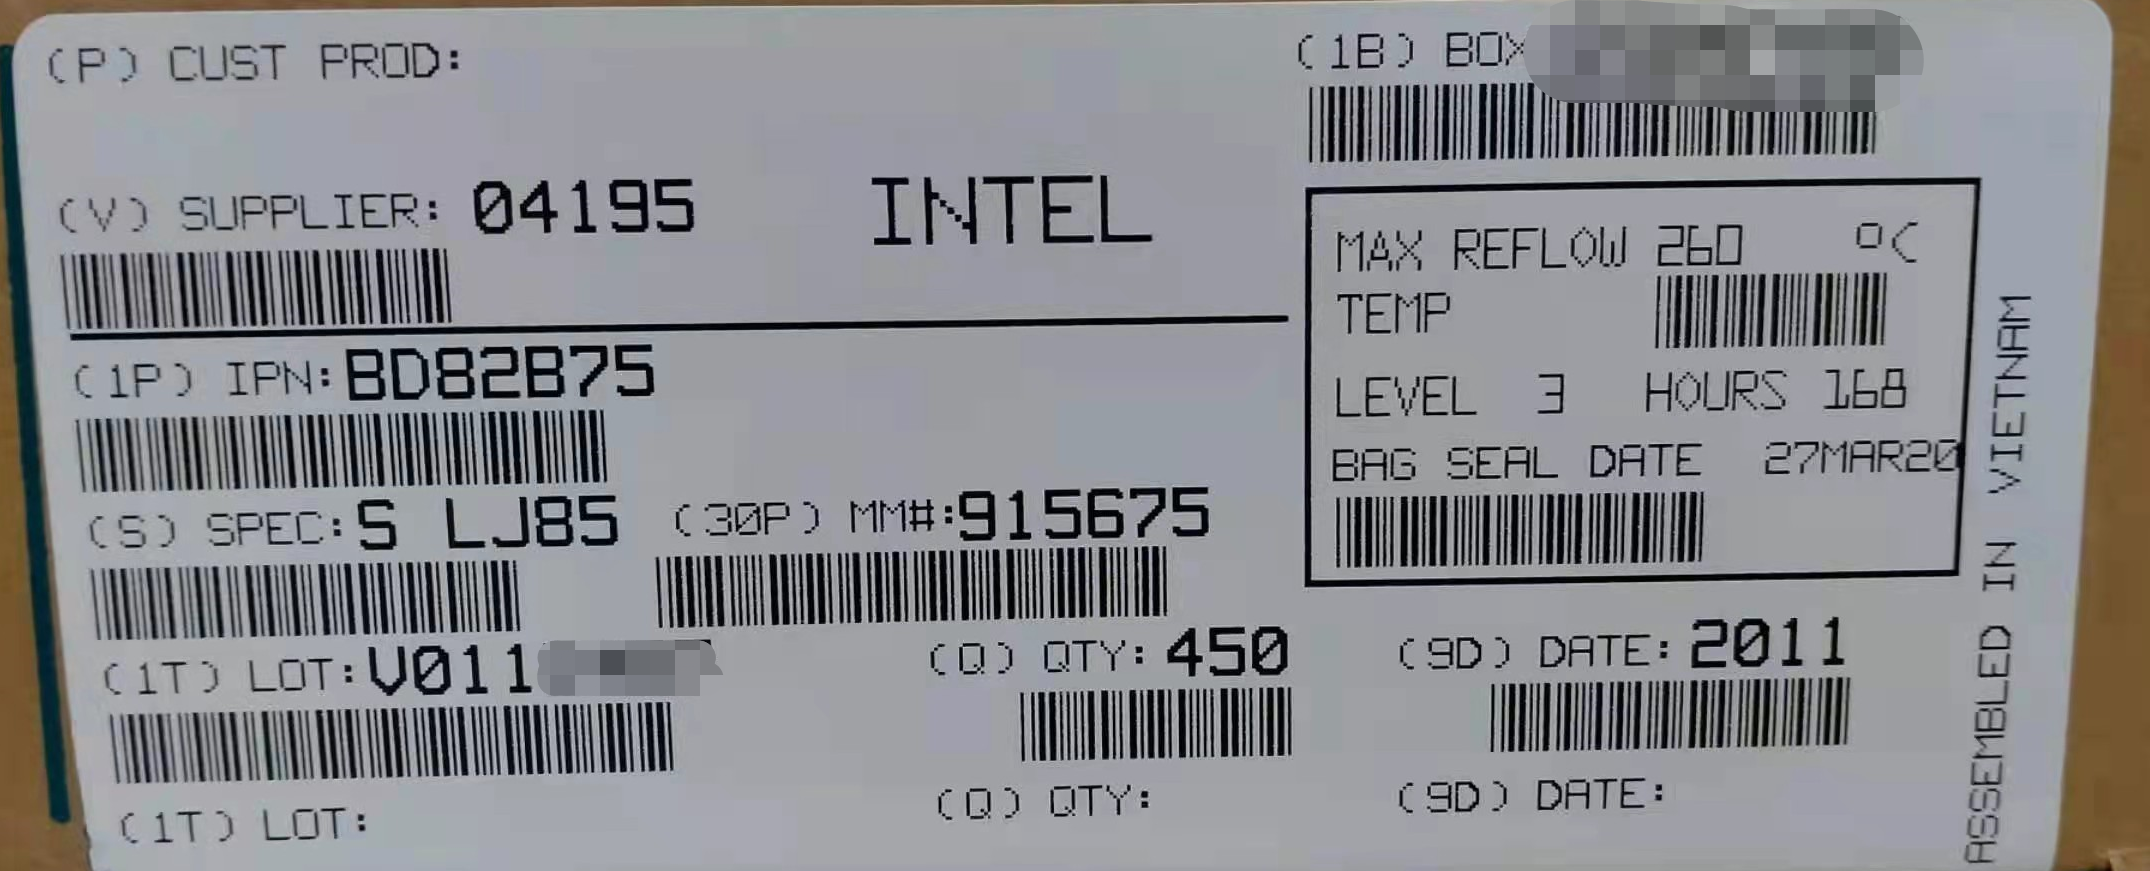 (P) CUST PROD:
(1B) BOX
(V) SUPPLIER: 04195 INTEL
MAX REFLOW 260 °C
TEMP
LEVEL 3 HOURS 168
BAG SEAL DATE 27MAR20
(1P) IPN:BD82B75
(S) SPEC:S LJ85 (30P) MM#:915675
(1T) LOT:V011 (Q) QTY:450 (9D) DATE:2011
(1T) LOT: (Q) QTY: (9D) DATE:
ASSEMBLED IN VIETNAM